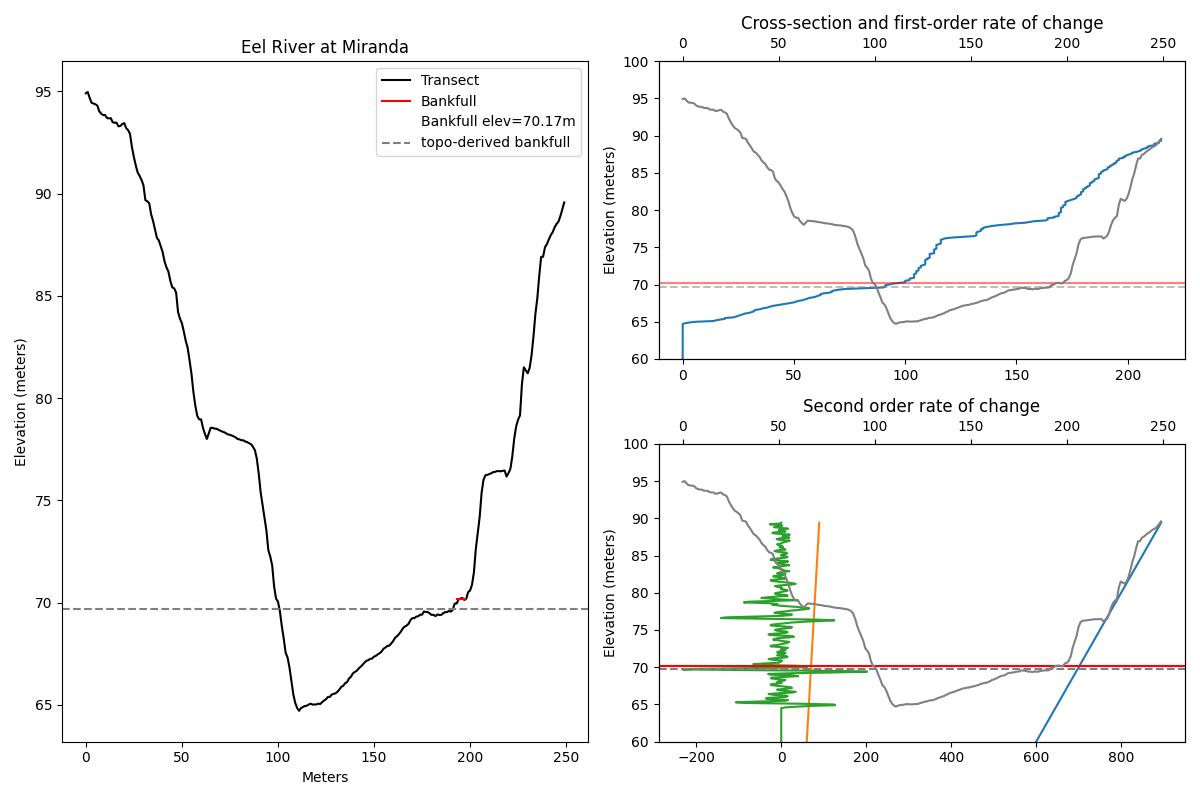 Eel River at Miranda
Transect
Bankfull
Bankfull elev=70.17m
topo-derived bankfull
Elevation (meters)
95
90
85
80
75
70
65
0 50 100 150 200 250
Meters
Cross-section and first-order rate of change
0 50 100 150 200 250
Elevation (meters)
100
95
90
85
80
75
70
65
60
0 50 100 150 200
Second order rate of change
0 50 100 150 200 250
Elevation (meters)
100
95
90
85
80
75
70
65
60
−200 0 200 400 600 800